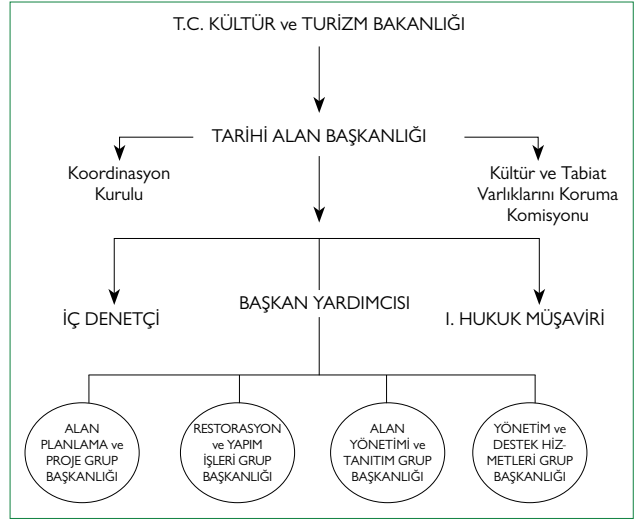 T.C. KÜLTÜR ve TURİZM BAKANLIĞI
TARİHİ ALAN BAŞKANLIĞI
Koordinasyon
Kurulu
Kültür ve Tabiat
Varlıklarını Koruma
Komisyonu
İÇ DENETÇİ
BAŞKAN YARDIMCISI
I. HUKUK MÜŞAVİRİ
ALAN
PLANLAMA ve
PROJE GRUP
BAŞKANLIĞI
RESTORASYON
ve YAPIM
İŞLERİ GRUP
BAŞKANLIĞI
ALAN
YÖNETİMİ ve
TANITIM GRUP
BAŞKANLIĞI
YÖNETİM ve
DESTEK HİZ-
METLERİ GRUP
BAŞKANLIĞI